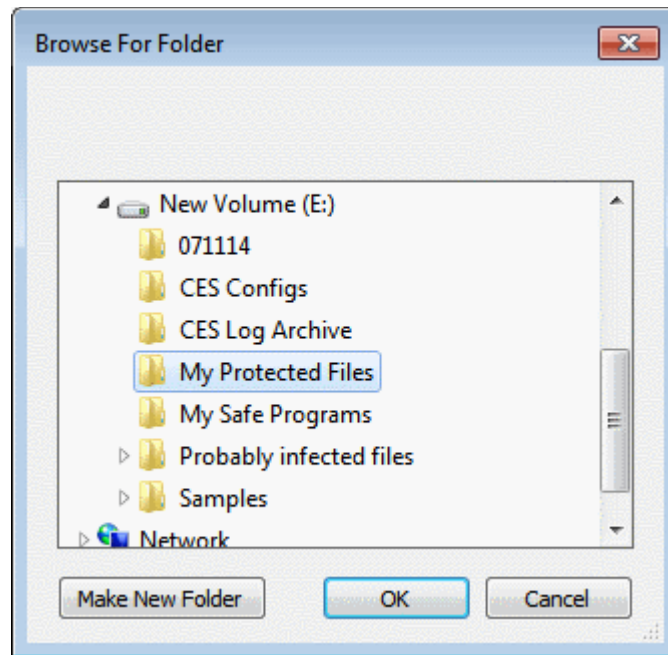 Browse For Folder
New Volume (E:)
071114
CES Configs
CES Log Archive
My Protected Files
My Safe Programs
Probably infected files
Samples
Network
Make New Folder OK Cancel